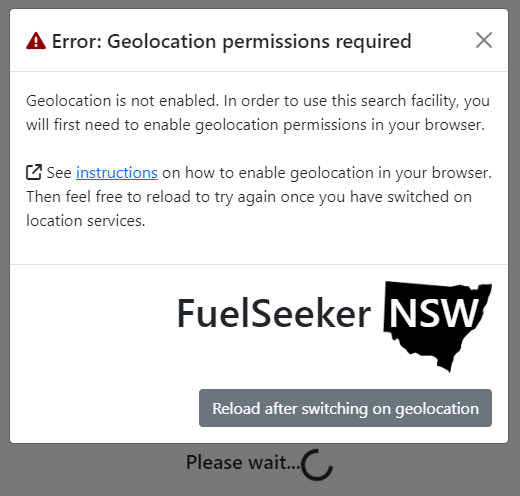 Error: Geolocation permissions required
Geolocation is not enabled. In order to use this search facility, you
will first need to enable geolocation permissions in your browser.
See instructions on how to enable geolocation in your browser.
Then feel free to reload to try again once you have switched on
location services.
FuelSeeker NSW
Reload after switching on geolocation
Please wait...